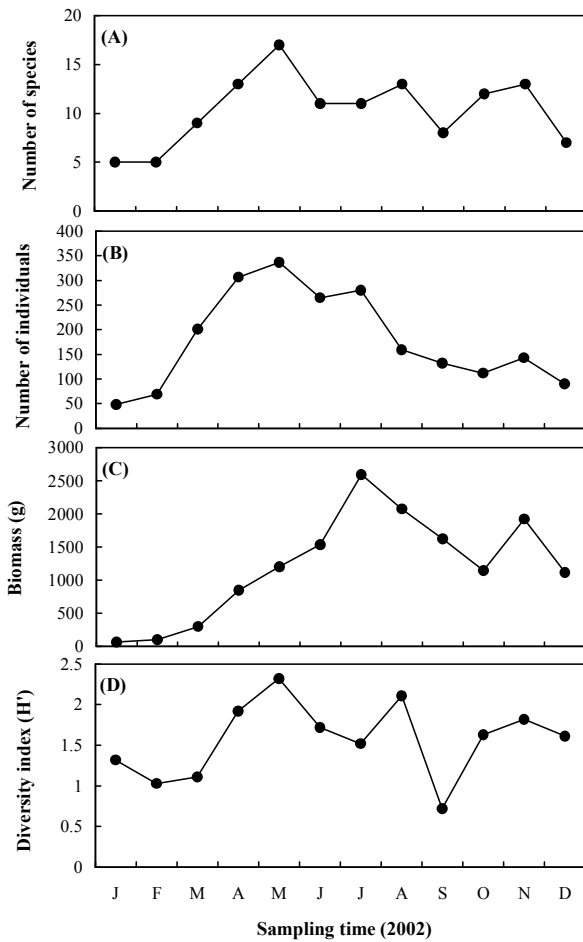 (A)
Number of species
20
15
10
5
0
(B)
Number of individuals
400
350
300
250
200
150
100
50
0
(C)
Biomass (g)
3000
2500
2000
1500
1000
500
0
(D)
Diversity index (H')
2.5
2
1.5
1
0.5
0
J F M A M J J A S O N D
Sampling time (2002)